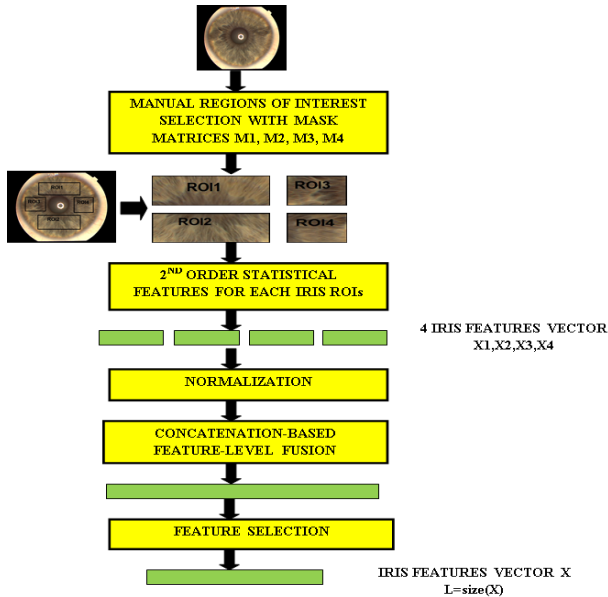 MANUAL REGIONS OF INTEREST
SELECTION WITH MASK
MATRICES M1, M2, M3, M4
ROI1
ROI1
ROI3
ROI2
ROI2
ROI4
2ND ORDER STATISTICAL
FEATURES FOR EACH IRIS ROIs
4 IRIS FEATURES VECTOR
X1,X2,X3,X4
NORMALIZATION
CONCATENATION-BASED
FEATURE-LEVEL FUSION
FEATURE SELECTION
IRIS FEATURES VECTOR X
L=size(X)